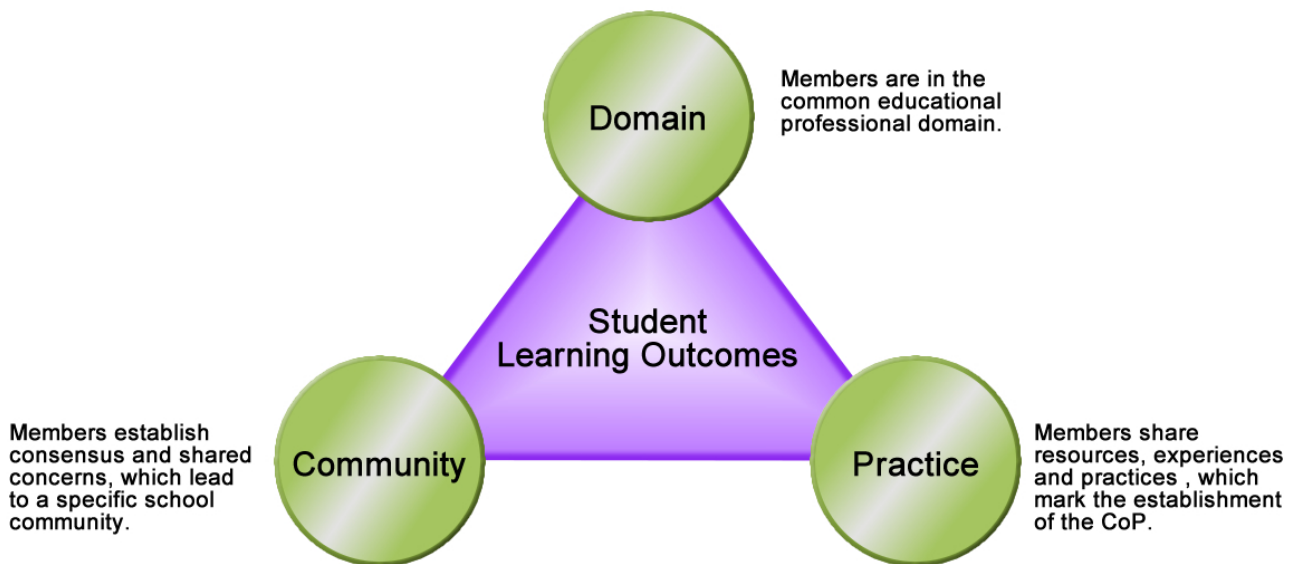 Domain
Members are in the
common educational
professional domain.
Student
Learning Outcomes
Members establish
consensus and shared
concerns, which lead
to a specific school
community.
Community
Practice
Members share
resources, experiences
and practices , which
mark the establishment
of the CoP.